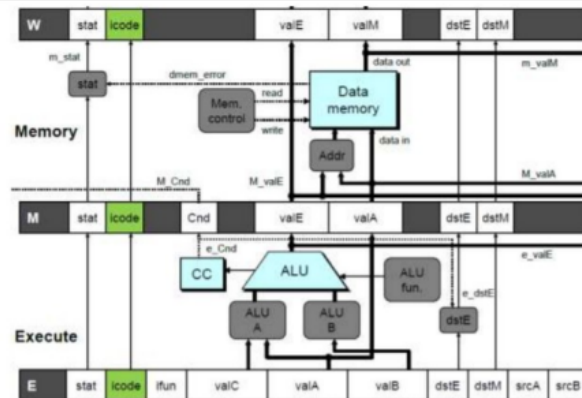 W stat icode valE valM dstE dstM
m_stat
data out
m_valM
dmem_error
stat
read
Mem.
control
write
Data
memory
Memory
data in
Addr
M_Cnd
M_valE
M_valA
M stat icode Cnd valE valA dstE dstM
e_Cnd
e_valE
CC
ALU
ALU
fun.
e_dstE
ALU
A
ALU
B
dstE
Execute
E stat icode ifun valC valA valB dstE dstM srcA srcB